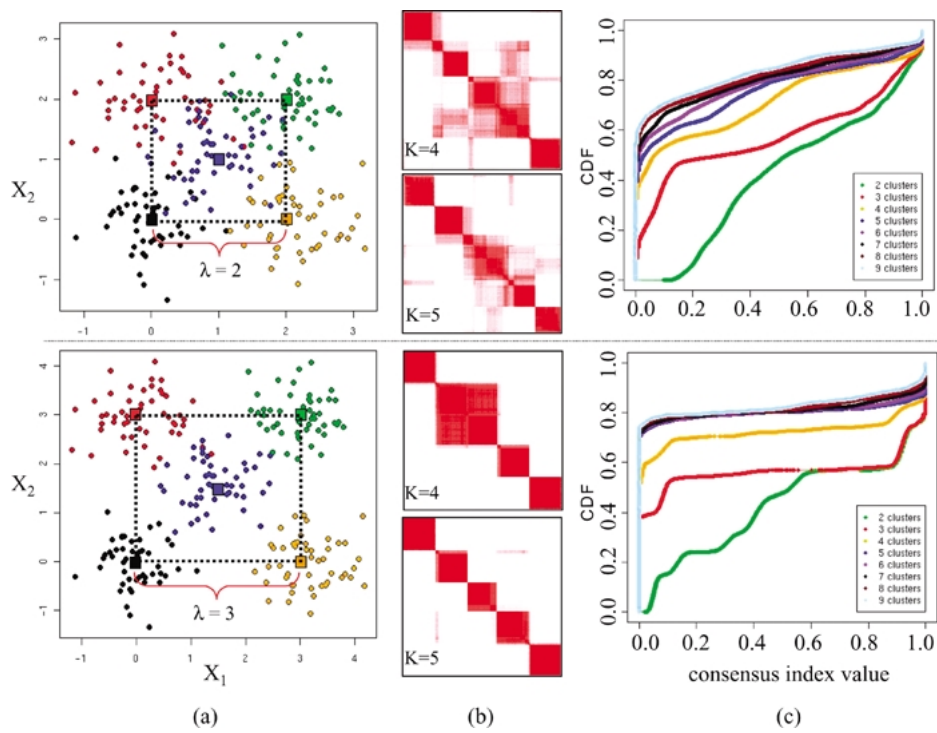 3
2
1
0
-1
X2
-1 0 1 2 3
λ = 2
K=4
K=5
1.0
0.8
0.6
0.4
0.2
0.0
CDF
0.0 0.2 0.4 0.6 0.8 1.0
2 clusters
3 clusters
4 clusters
5 clusters
6 clusters
7 clusters
8 clusters
9 clusters
4
3
2
1
0
-1
X2
-1 0 1 2 3 4
λ = 3
X1
K=4
K=5
1.0
0.8
0.6
0.4
0.2
0.0
CDF
0.0 0.2 0.4 0.6 0.8 1.0
2 clusters
3 clusters
4 clusters
5 clusters
6 clusters
7 clusters
8 clusters
9 clusters
consensus index value
(a) (b) (c)